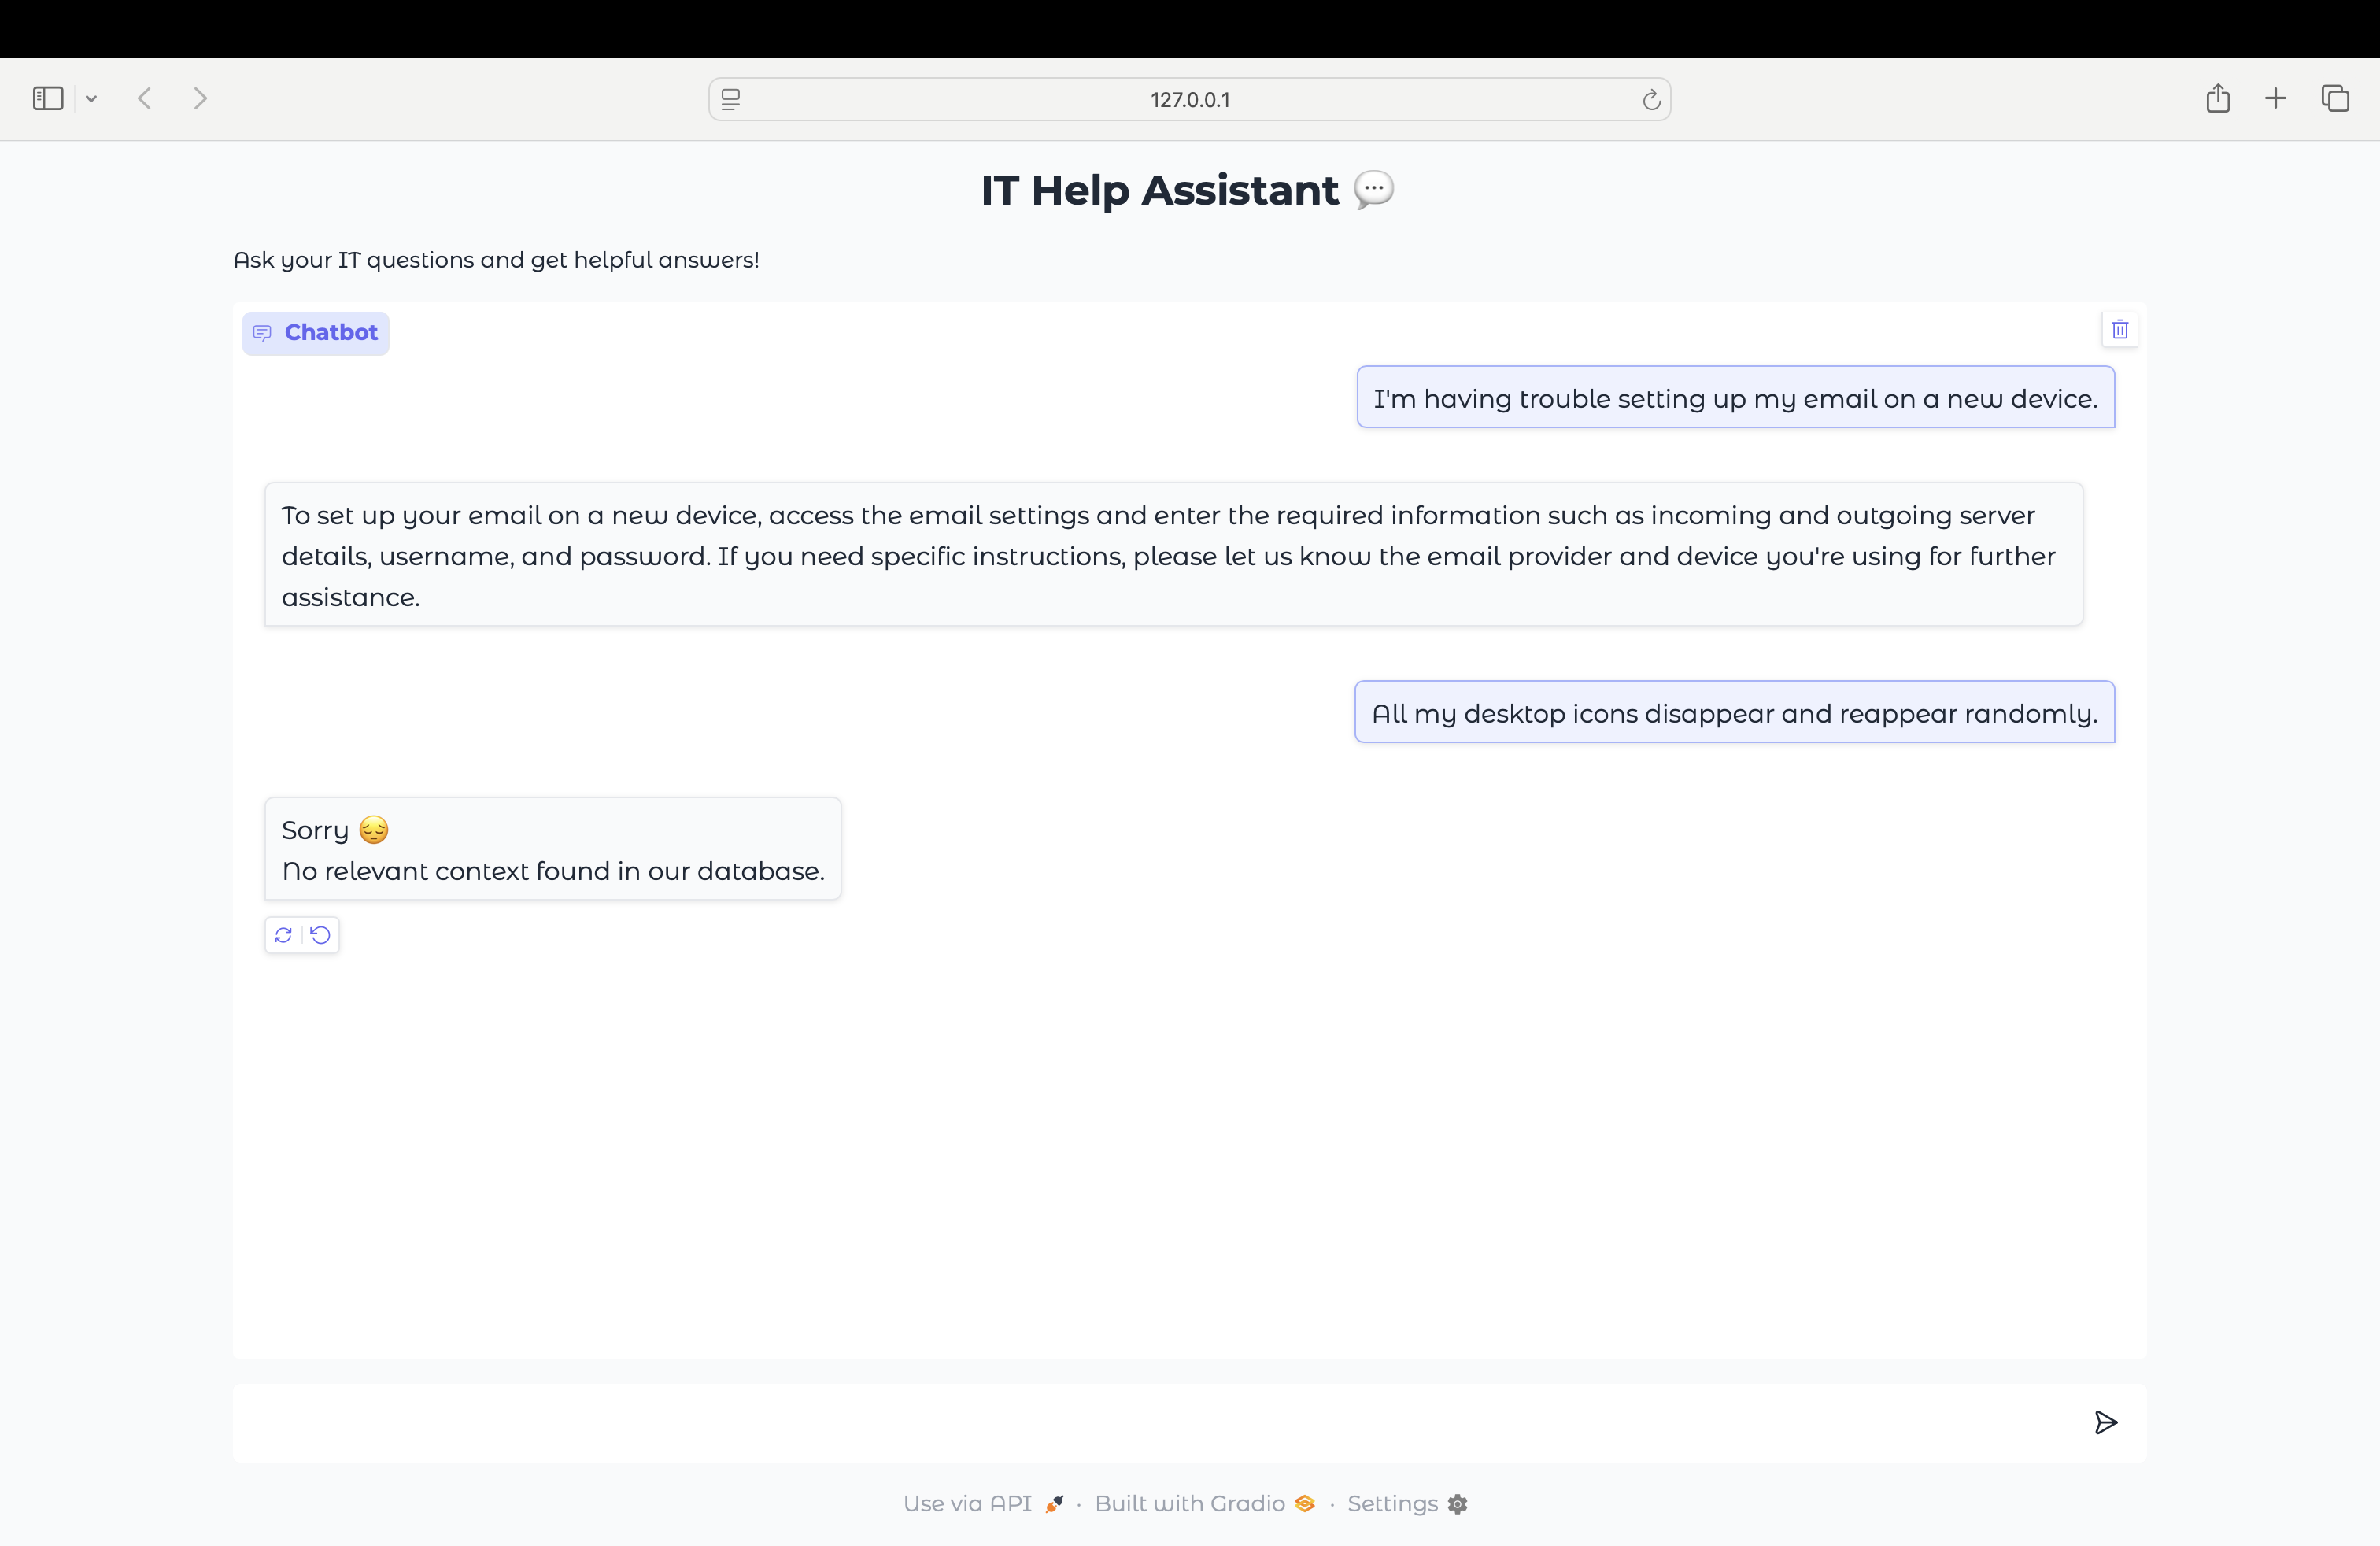 127.0.0.1
IT Help Assistant 💬
Ask your IT questions and get helpful answers!
Chatbot
I'm having trouble setting up my email on a new device.
To set up your email on a new device, access the email settings and enter the required information such as incoming and outgoing server
details, username, and password. If you need specific instructions, please let us know the email provider and device you're using for further
assistance.
All my desktop icons disappear and reappear randomly.
Sorry 😔
No relevant context found in our database.
Use via API · Built with Gradio · Settings